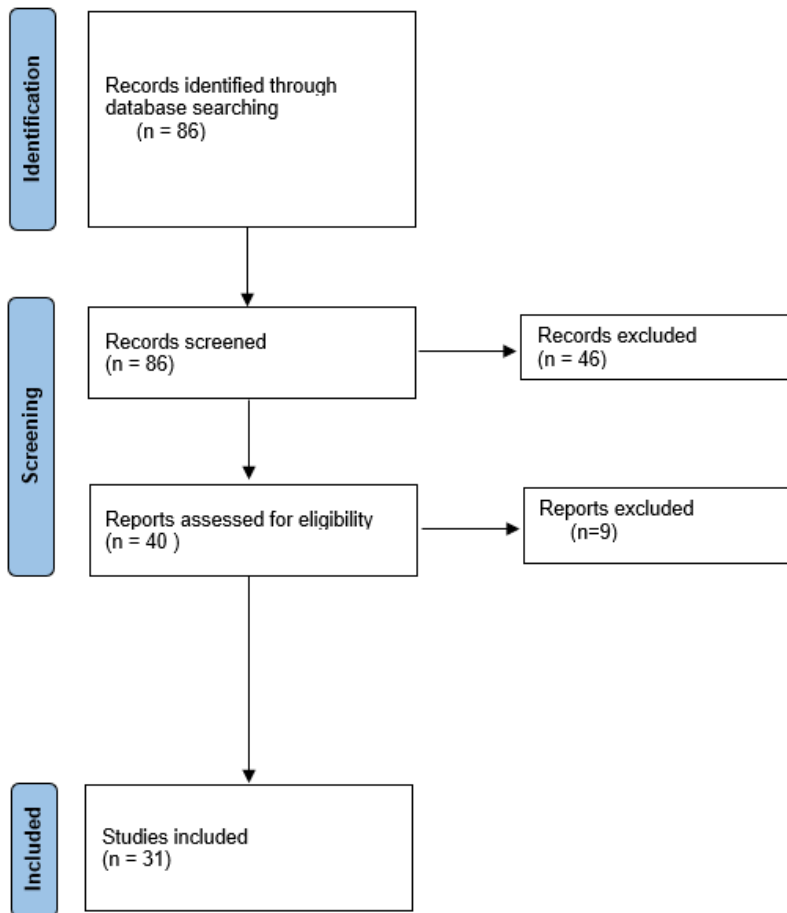 Identification
Records identified through
database searching
(n = 86)
Screening
Records screened
(n = 86)
Records excluded
(n = 46)
Reports assessed for eligibility
(n = 40 )
Reports excluded
(n=9)
Included
Studies included
(n = 31)